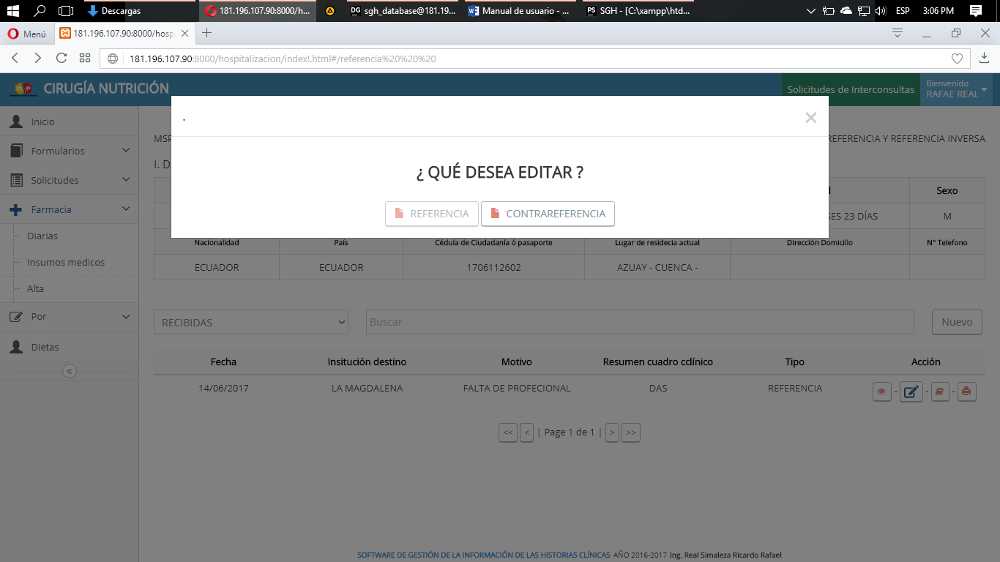 Descargas 181.196.107.90:8000/h... DG sgh_database@181.19... Manual de usuario - ... PS SGH - [C:\xampp\htd... ESP 3:06 PM
Menú 181.196.107.90:8000/hosp
181.196.107.90:8000/hospitalizacion/index!.html#/referencia%20%20%20
CIRUGÍA NUTRICIÓN Solicitudes de Interconsultas Bienvenido
RAFAE REAL
Inicio
Formularios
Solicitudes
Farmacia
Diarias
Insumos medicos
Alta
Por
Dietas
.
¿ QUÉ DESEA EDITAR ?
REFERENCIA CONTRAREFERENCIA
MSP REFERENCIA Y REFERENCIA INVERSA
I. D
Sexo
SES 23 DÍAS M
Nacionalidad País Cédula de Ciudadanía ó pasaporte Lugar de residecia actual Dirección Domicilio N° Telefono
ECUADOR ECUADOR 1706112602 AZUAY - CUENCA -
RECIBIDAS Buscar Nuevo
Fecha Insitución destino Motivo Resumen cuadro cclínico Tipo Acción
14/06/2017 LA MAGDALENA FALTA DE PROFECIONAL DAS REFERENCIA - - -
<< < | Page 1 de 1 | > >>
SOFTWARE DE GESTIÓN DE LA INFORMACIÓN DE LAS HISTORIAS CLÍNICAS AÑO 2016-2017 Ing. Real Simaleza Ricardo Rafael